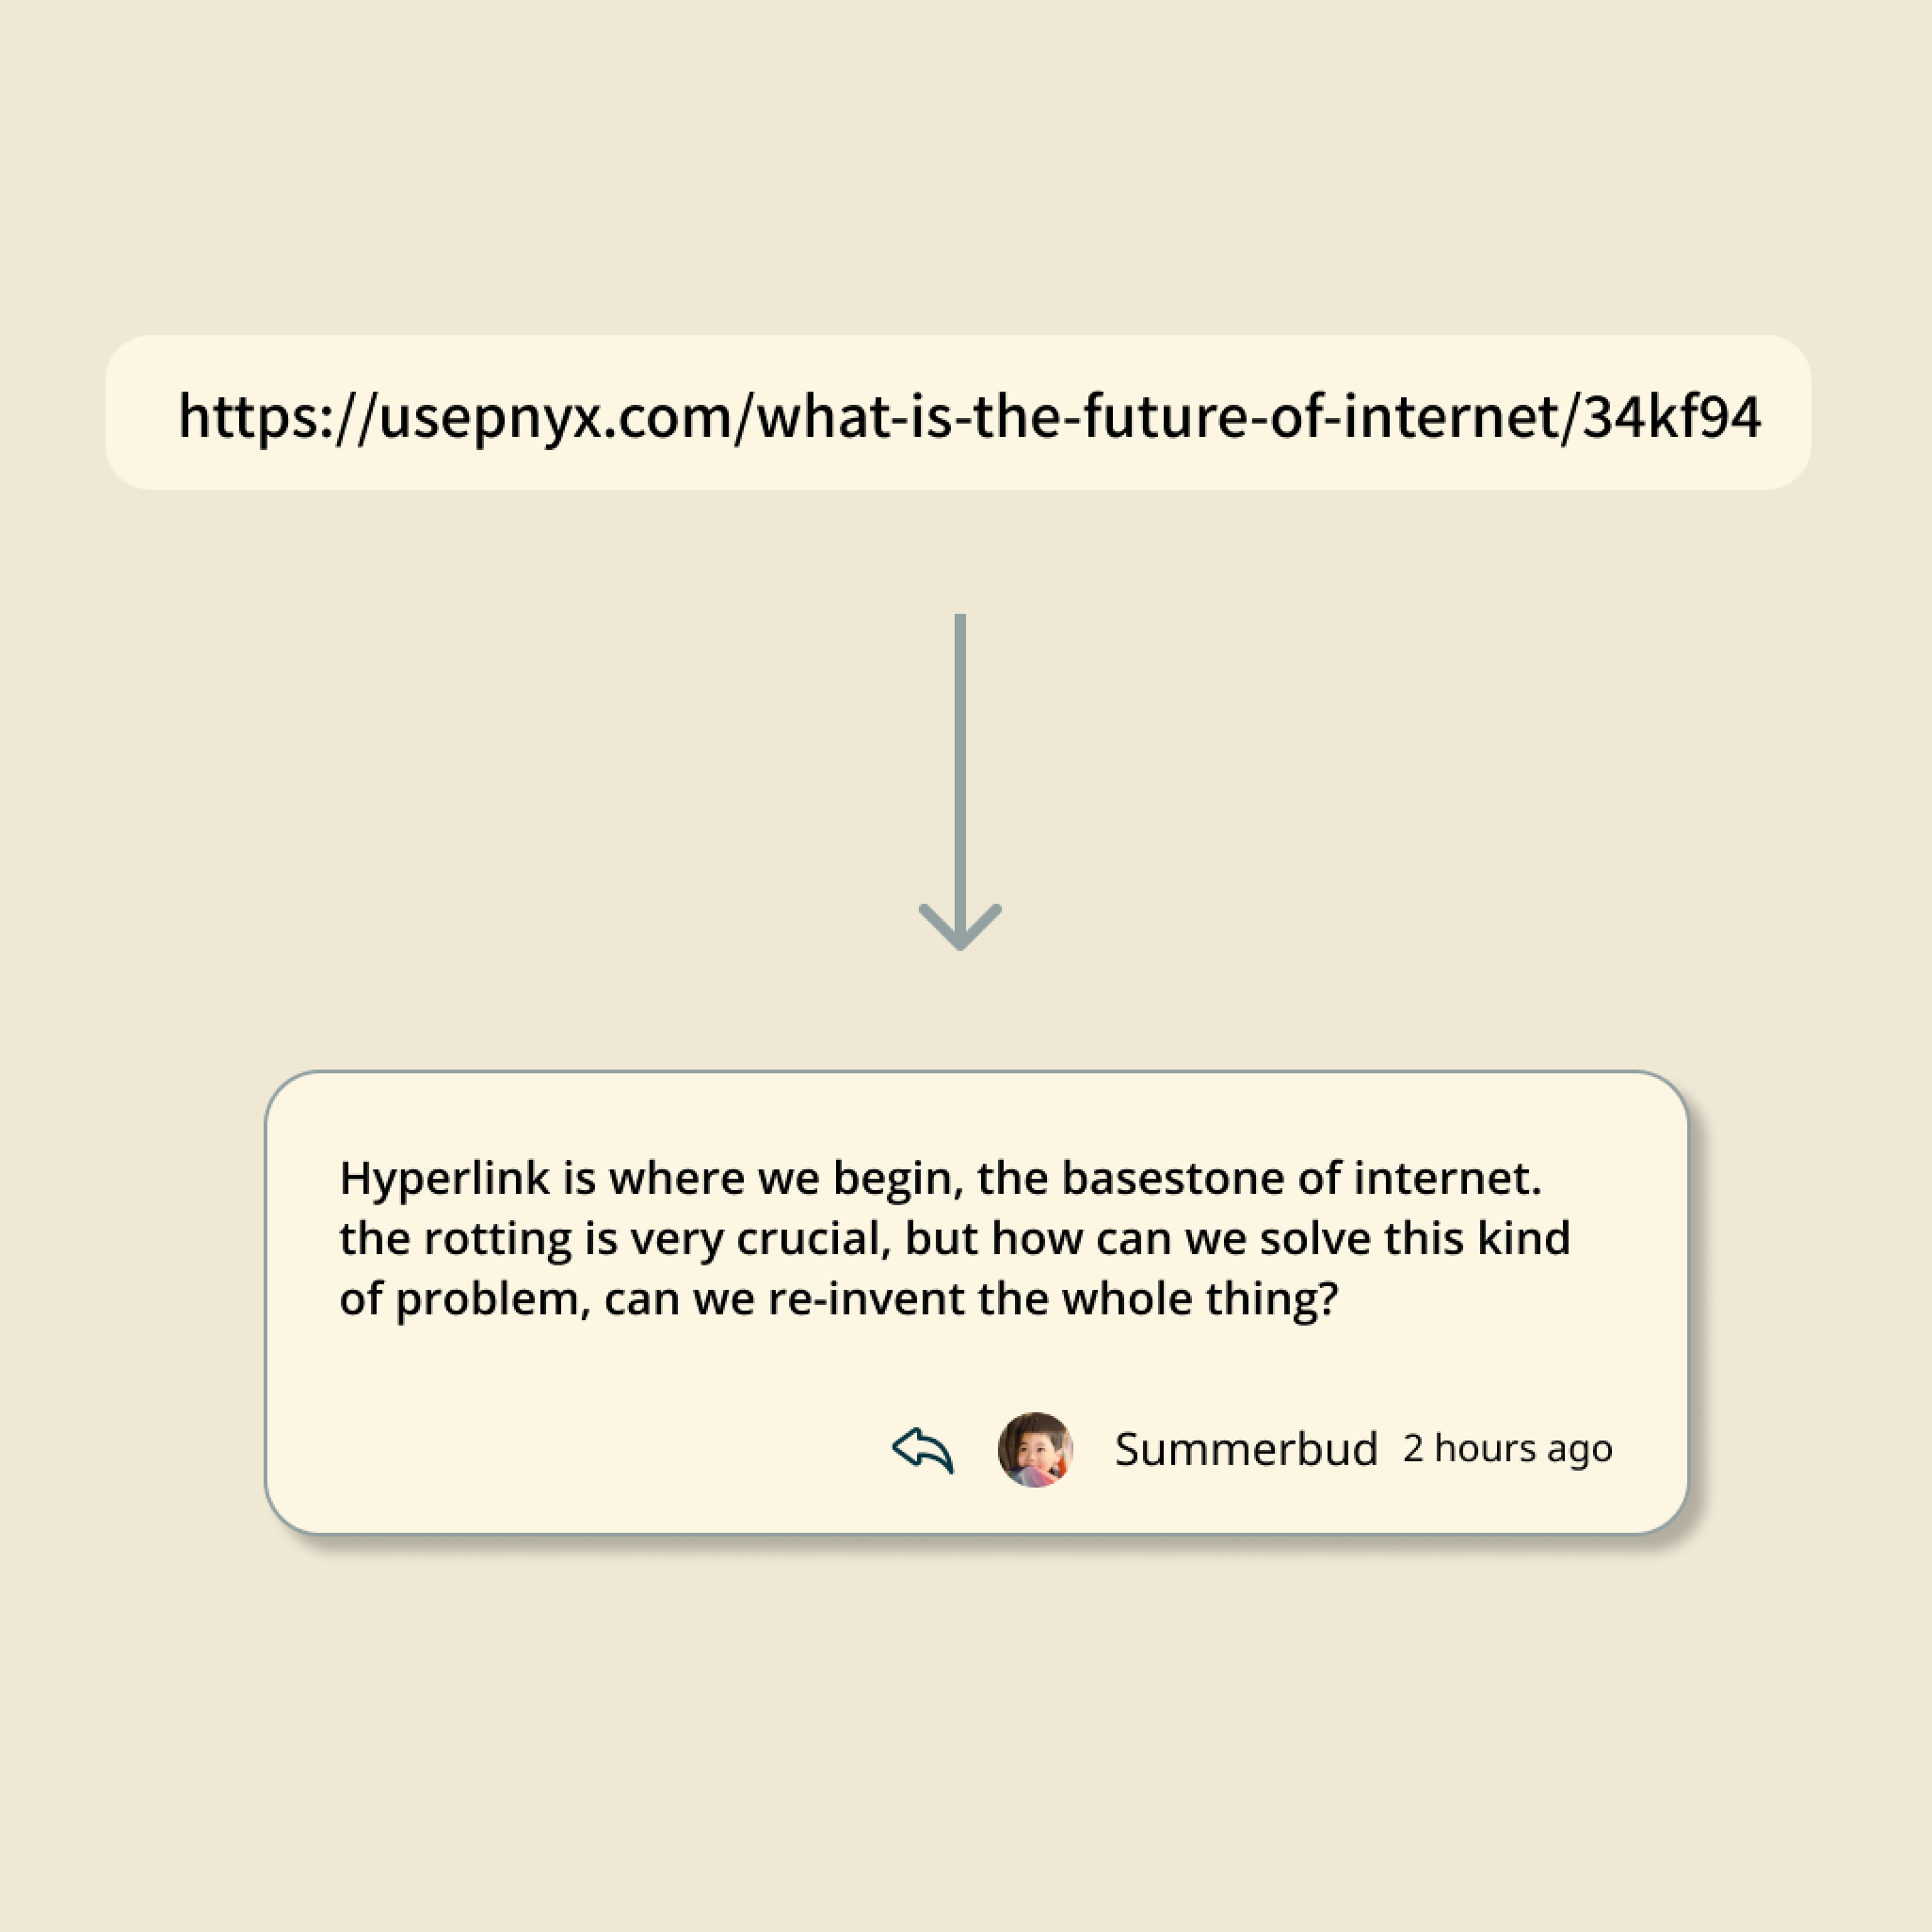 https://usepnyx.com/what-is-the-future-of-internet/34kf94
Hyperlink is where we begin, the basestone of internet.
the rotting is very crucial, but how can we solve this kind
of problem, can we re-invent the whole thing?
Summerbud 2 hours ago